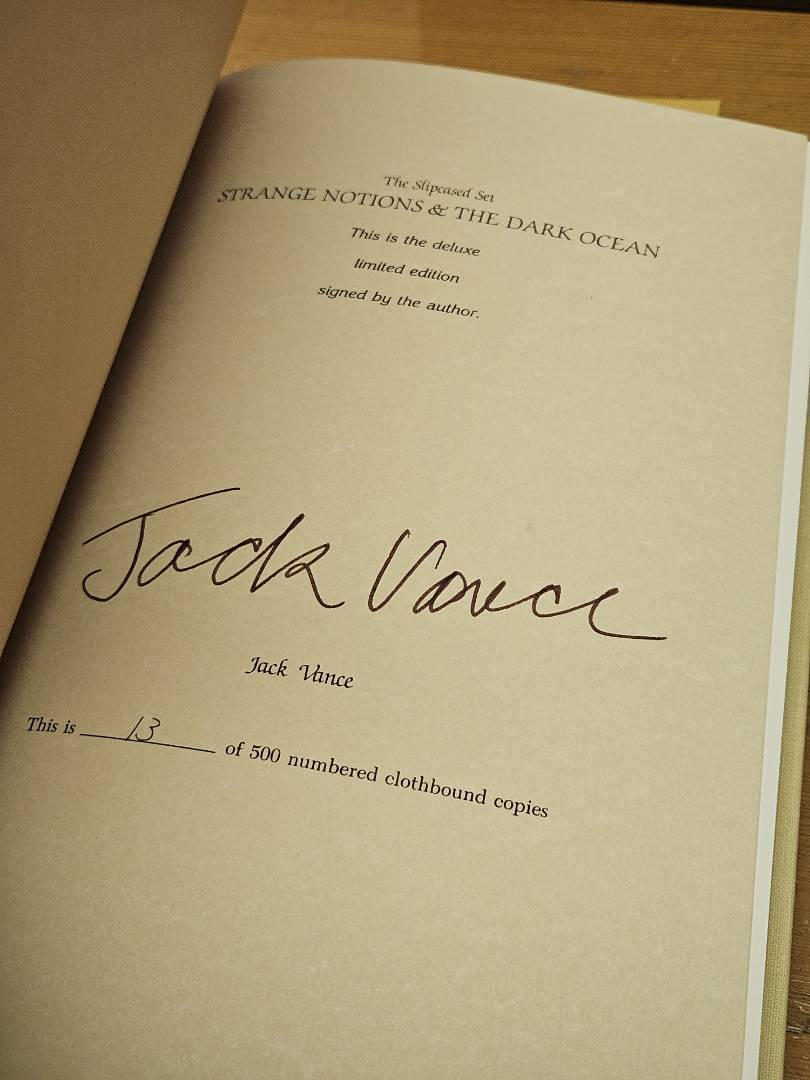 The Slipcased Set
STRANGE NOTIONS & THE DARK OCEAN
This is the deluxe
limited edition
signed by the author.
Jack Vance
Jack Vance
This is 13 of 500 numbered clothbound copies